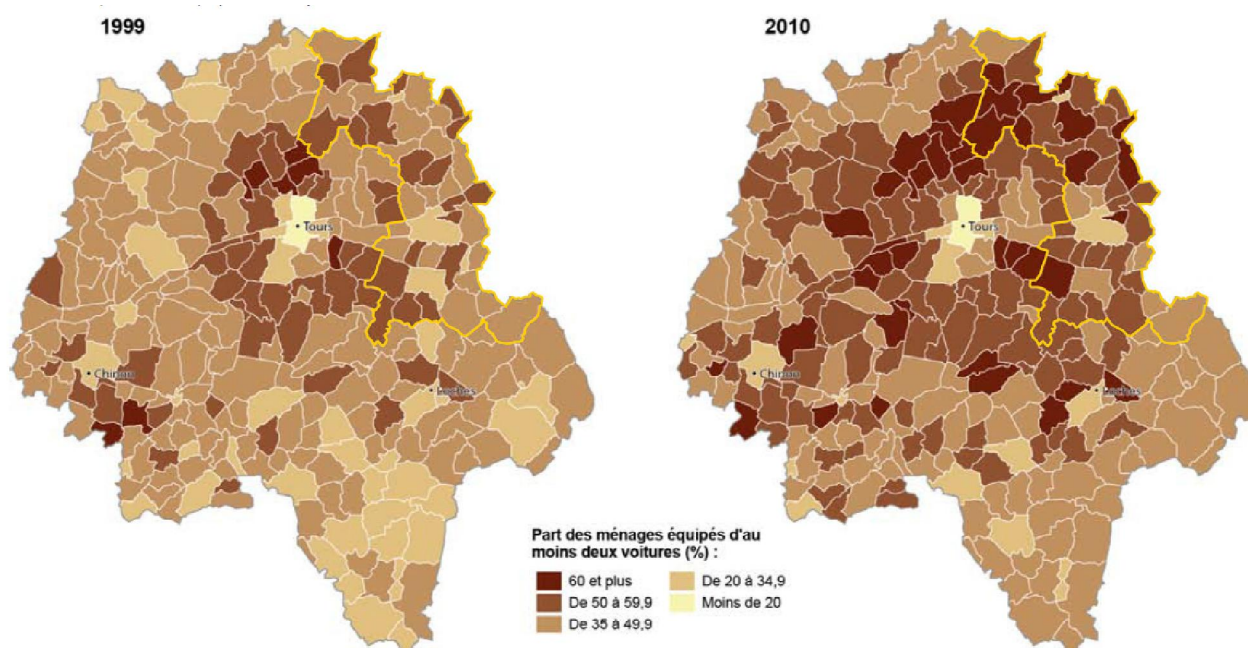 1999
2010
Tours
Tours
Chinon
Chinon
Loches
Loches
Part des ménages équipés d'au
moins deux voitures (%) :
60 et plus
De 50 à 59,9
De 35 à 49,9
De 20 à 34,9
Moins de 20